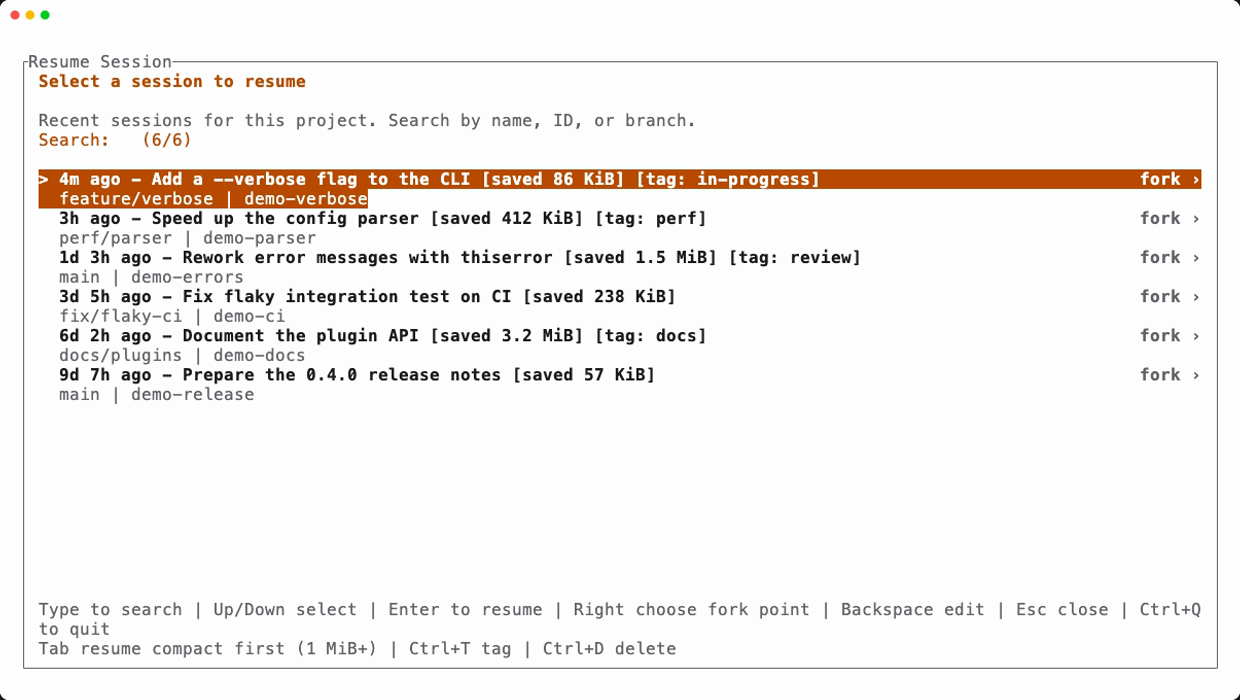 Resume Session
Select a session to resume
Recent sessions for this project. Search by name, ID, or branch.
Search:   (6/6)
> 4m ago – Add a --verbose flag to the CLI [saved 86 KiB] [tag: in-progress] fork ›
feature/verbose | demo-verbose
3h ago – Speed up the config parser [saved 412 KiB] [tag: perf] fork ›
perf/parser | demo-parser
1d 3h ago – Rework error messages with thiserror [saved 1.5 MiB] [tag: review] fork ›
main | demo-errors
3d 5h ago – Fix flaky integration test on CI [saved 238 KiB] fork ›
fix/flaky-ci | demo-ci
6d 2h ago – Document the plugin API [saved 3.2 MiB] [tag: docs] fork ›
docs/plugins | demo-docs
9d 7h ago – Prepare the 0.4.0 release notes [saved 57 KiB] fork ›
main | demo-release
Type to search | Up/Down select | Enter to resume | Right choose fork point | Backspace edit | Esc close | Ctrl+Q
to quit
Tab resume compact first (1 MiB+) | Ctrl+T tag | Ctrl+D delete